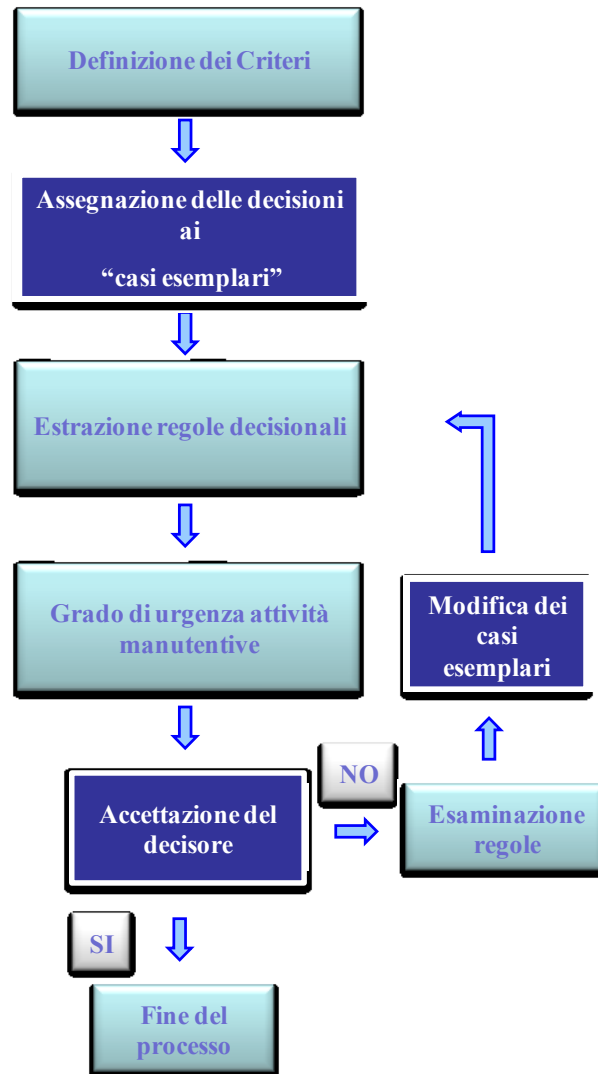 Definizione dei Criteri
Assegnazione delle decisioni
ai
“casi esemplari”
Estrazione regole decisionali
Grado di urgenza attività
manutentive
Modifica dei
casi
esemplari
NO
Accettazione del
decisore
Esaminazione
regole
SI
Fine del
processo